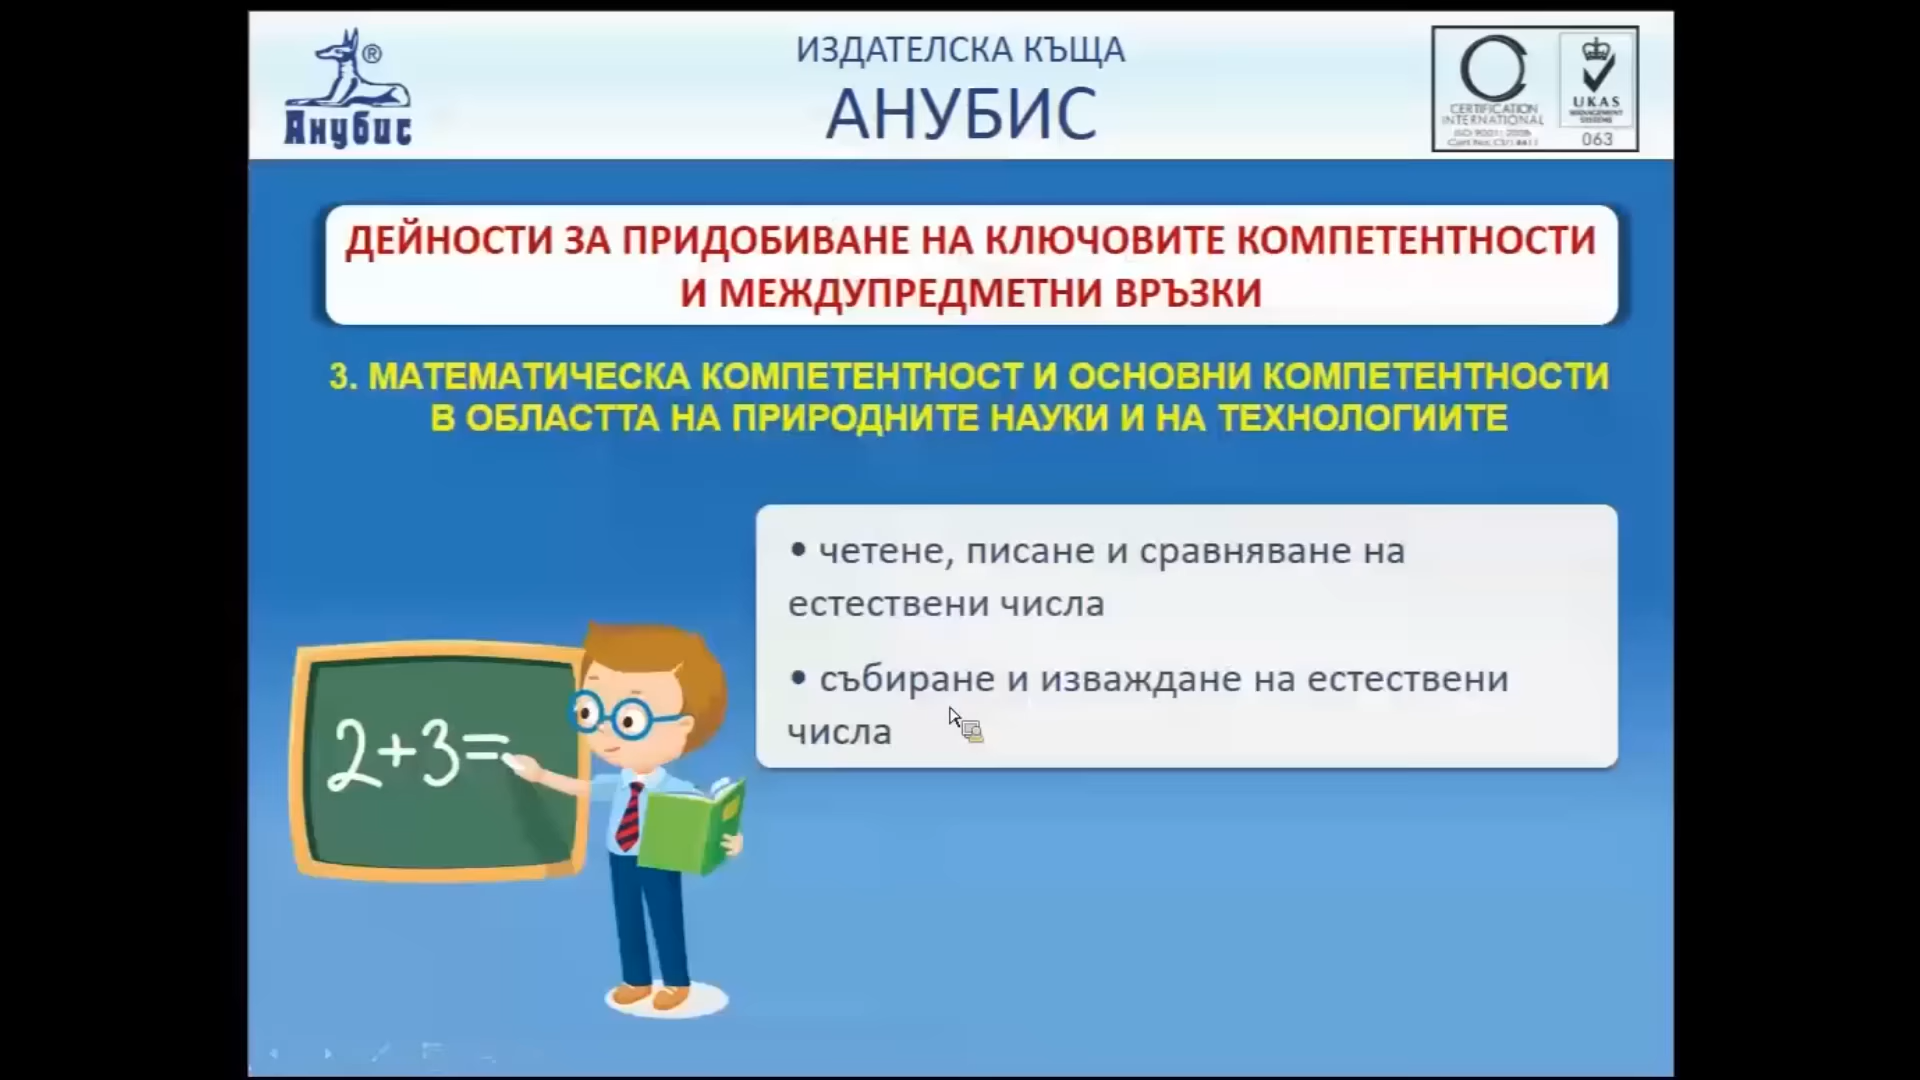 ИЗДАТЕЛСКА КЪЩА
АНУБИС
®
Анубис
CERTIFICATION
INTERNATIONAL
UKAS
MANAGEMENT
SYSTEMS
063
ДЕЙНОСТИ ЗА ПРИДОБИВАНЕ НА КЛЮЧОВИТЕ КОМПЕТЕНТНОСТИ
И МЕЖДУПРЕДМЕТНИ ВРЪЗКИ
3. МАТЕМАТИЧЕСКА КОМПЕТЕНТНОСТ И ОСНОВНИ КОМПЕТЕНТНОСТИ
В ОБЛАСТТА НА ПРИРОДНИТЕ НАУКИ И НА ТЕХНОЛОГИИТЕ
• четене, писане и сравняване на
естествени числа
• събиране и изваждане на естествени
числа
2+3=